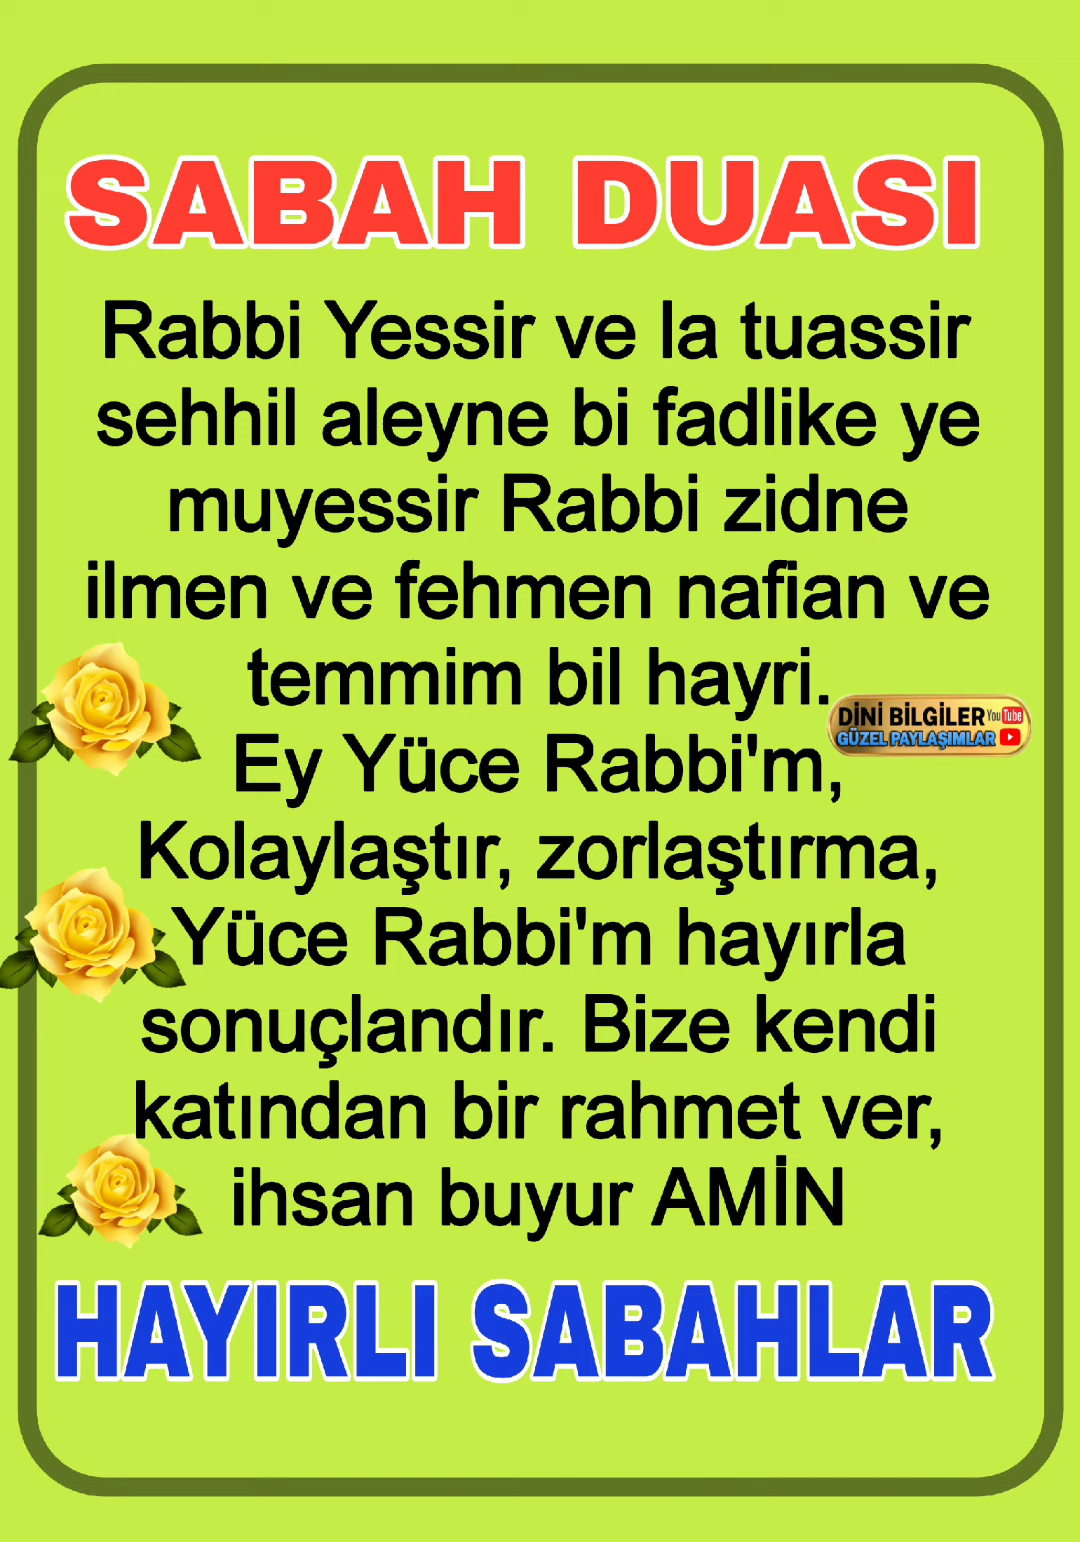 SABAH DUASI
Rabbi Yessir ve la tuassir
sehhil aleyne bi fadlike ye
muyessir Rabbi zidne
ilmen ve fehmen nafian ve
temmim bil hayri.
DİNİ BİLGİLER YouTube
GÜZEL PAYLAŞIMLAR
Ey Yüce Rabbi'm,
Kolaylaştır, zorlaştırma,
Yüce Rabbi'm hayırla
sonuçlandır. Bize kendi
katından bir rahmet ver,
ihsan buyur AMİN
HAYIRLI SABAHLAR